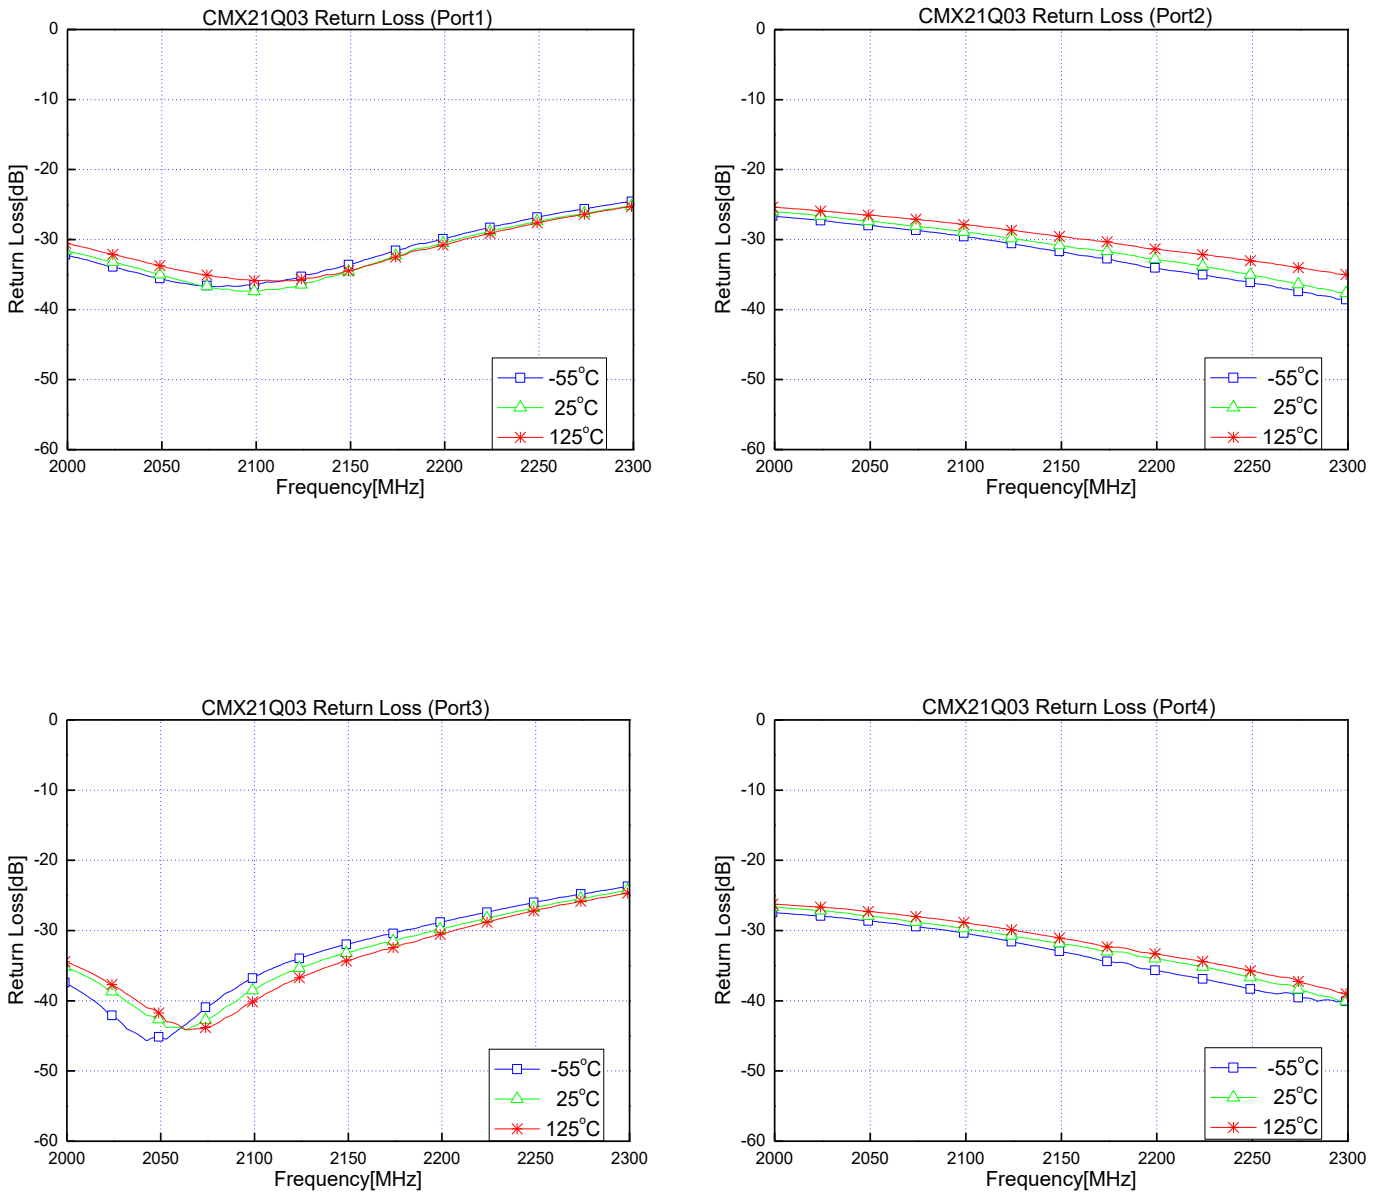 CMX21Q03 Return Loss (Port1)
0
-10
-20
-30
-40
-50
-60
Return Loss[dB]
2000 2050 2100 2150 2200 2250 2300
Frequency[MHz]
-55°C
25°C
125°C
CMX21Q03 Return Loss (Port2)
0
-10
-20
-30
-40
-50
-60
Return Loss[dB]
2000 2050 2100 2150 2200 2250 2300
Frequency[MHz]
-55°C
25°C
125°C
CMX21Q03 Return Loss (Port3)
0
-10
-20
-30
-40
-50
-60
Return Loss[dB]
2000 2050 2100 2150 2200 2250 2300
Frequency[MHz]
-55°C
25°C
125°C
CMX21Q03 Return Loss (Port4)
0
-10
-20
-30
-40
-50
-60
Return Loss[dB]
2000 2050 2100 2150 2200 2250 2300
Frequency[MHz]
-55°C
25°C
125°C